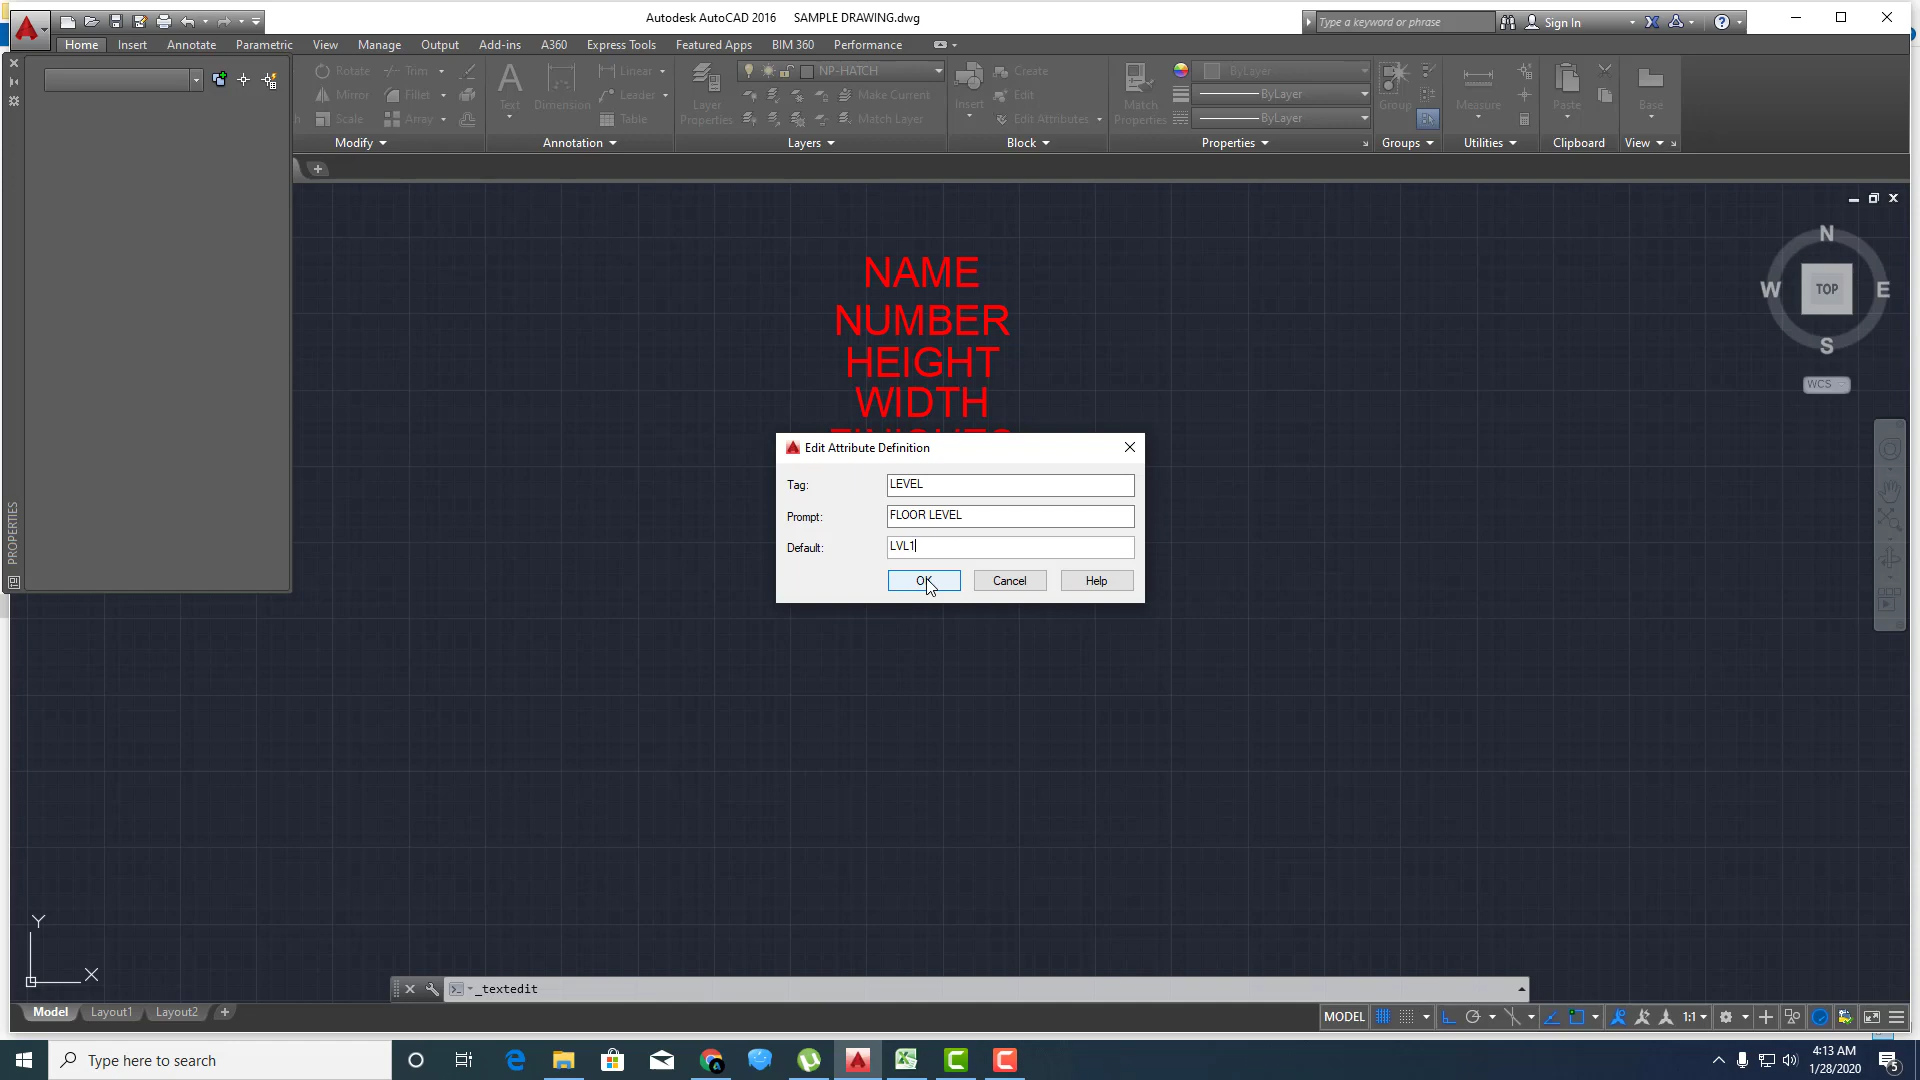 Autodesk AutoCAD 2016 SAMPLE DRAWING.dwg
Type a keyword or phrase
Sign In
Home Insert Annotate Parametric View Manage Output Add-ins A360 Express Tools Featured Apps BIM 360 Performance
Rotate Trim Linear NP-HATCH Create ByLayer
Mirror Fillet Leader Make Current Edit ByLayer
Scale Array Table Match Layer Edit Attributes ByLayer
Text Dimension Layer Properties Insert Match Properties Group Measure Paste Base
Modify Annotation Layers Block Properties Groups Utilities Clipboard View
PROPERTIES
NAME
NUMBER
HEIGHT
WIDTH
N
W TOP E
S
WCS
Edit Attribute Definition
Tag: LEVEL
Prompt: FLOOR LEVEL
Default: LVL1
OK Cancel Help
Y
X
_textedit
Model Layout1 Layout2
MODEL 1:1
Type here to search
4:13 AM
1/28/2020
5